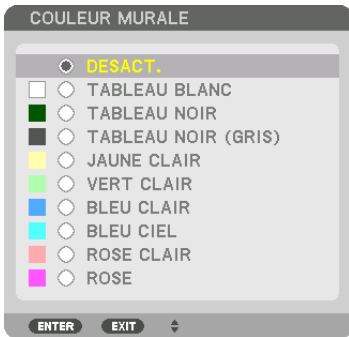 COULEUR MURALE
DESACT.
TABLEAU BLANC
TABLEAU NOIR
TABLEAU NOIR (GRIS)
JAUNE CLAIR
VERT CLAIR
BLEU CLAIR
BLEU CIEL
ROSE CLAIR
ROSE
ENTER EXIT